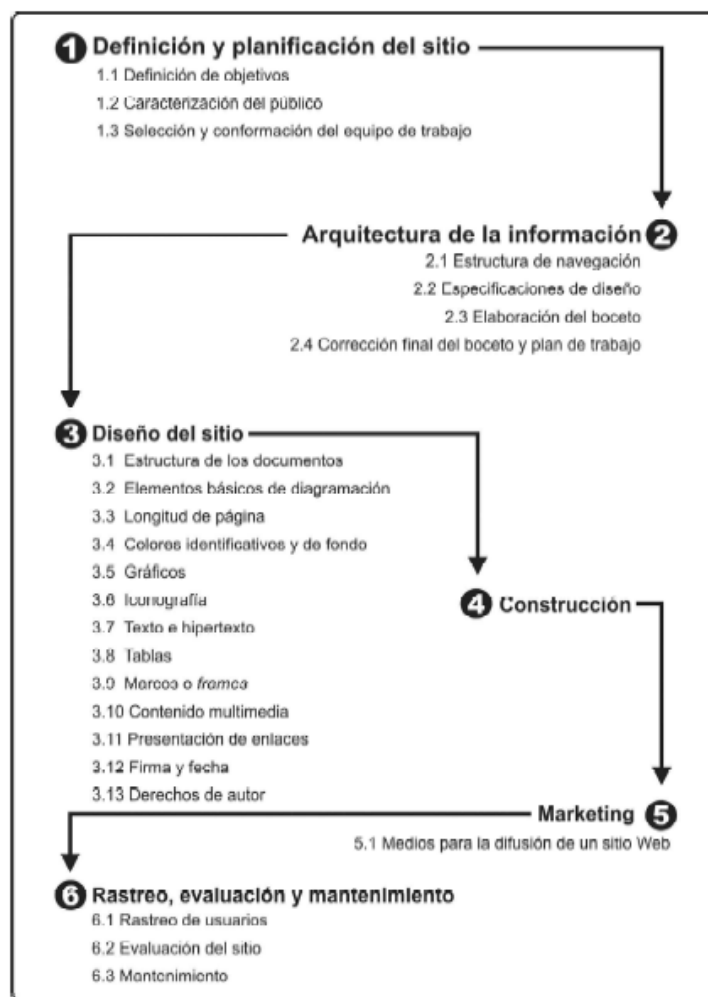 1 Definición y planificación del sitio
1.1 Definición de objetivos
1.2 Caracterización del público
1.3 Selección y conformación del equipo de trabajo
Arquitectura de la información 2
2.1 Estructura de navegación
2.2 Especificaciones de diseño
2.3 Elaboración del boceto
2.4 Corrección final del boceto y plan de trabajo
3 Diseño del sitio
3.1 Estructura de los documentos
3.2 Elementos básicos de diagramación
3.3 Longitud de página
3.4 Colores identificativos y de fondo
3.5 Gráficos
3.6 Iconografía
3.7 Texto e hipertexto
3.8 Tablas
3.9 Marcos o frames
3.10 Contenido multimedia
3.11 Presentación de enlaces
3.12 Firma y fecha
3.13 Derechos de autor
4 Construcción
Marketing 5
5.1 Medios para la difusión de un sitio Web
6 Rastreo, evaluación y mantenimiento
6.1 Rastreo de usuarios
6.2 Evaluación del sitio
6.3 Mantenimiento